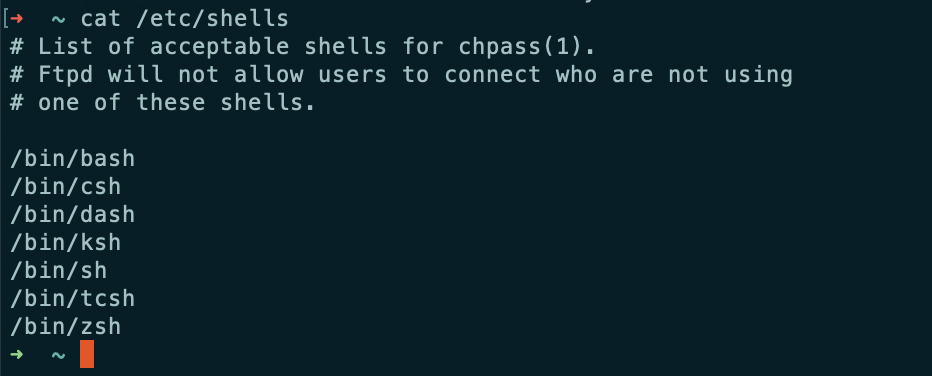 [➜  ~ cat /etc/shells
# List of acceptable shells for chpass(1).
# Ftpd will not allow users to connect who are not using
# one of these shells.

/bin/bash
/bin/csh
/bin/dash
/bin/ksh
/bin/sh
/bin/tcsh
/bin/zsh
➜  ~